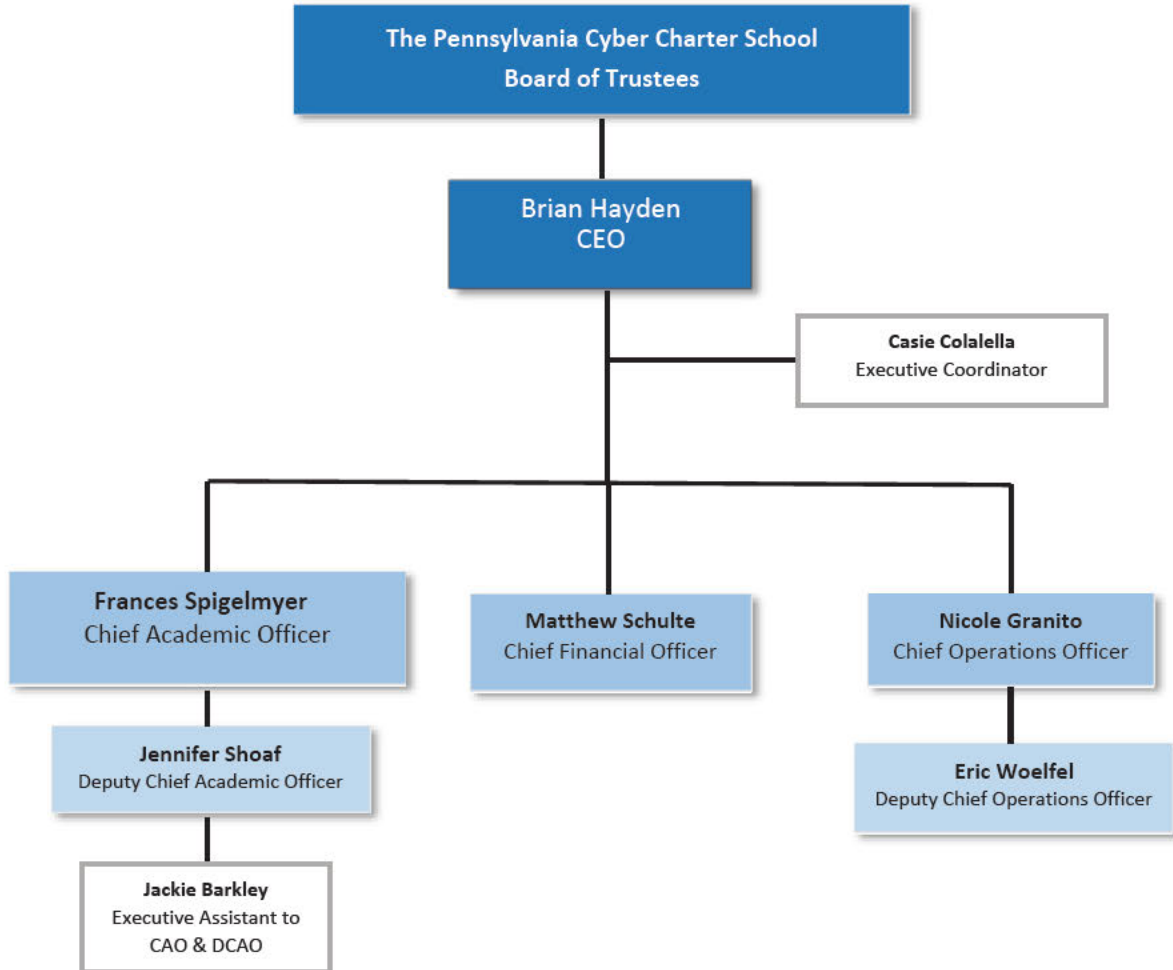 The Pennsylvania Cyber Charter School
Board of Trustees
Brian Hayden
CEO
Casie Colalella
Executive Coordinator
Frances Spigelmyer
Chief Academic Officer
Matthew Schulte
Chief Financial Officer
Nicole Granito
Chief Operations Officer
Jennifer Shoaf
Deputy Chief Academic Officer
Eric Woelfel
Deputy Chief Operations Officer
Jackie Barkley
Executive Assistant to
CAO & DCAO